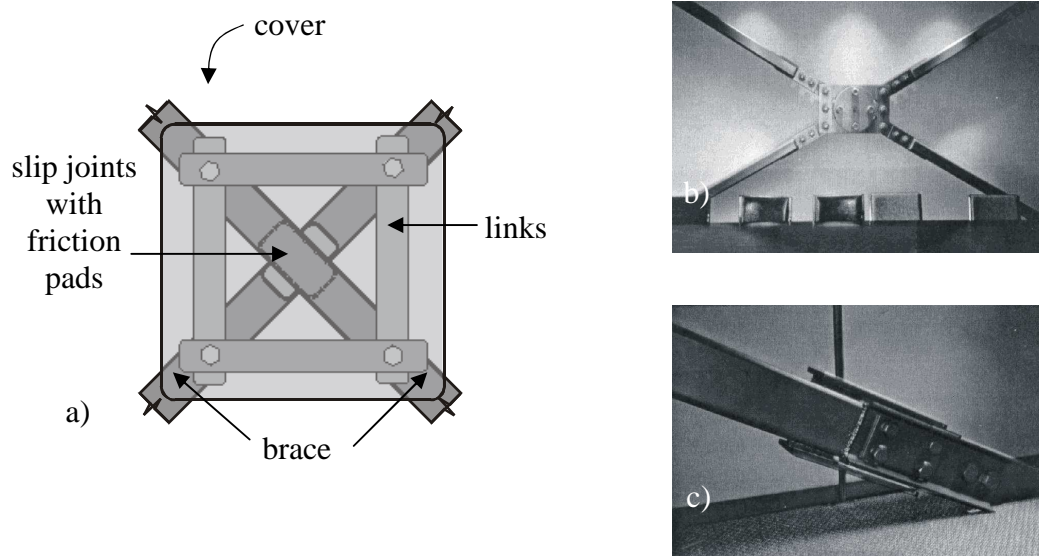 cover
slip joints
with
friction
pads
links
a)
brace
b)
c)